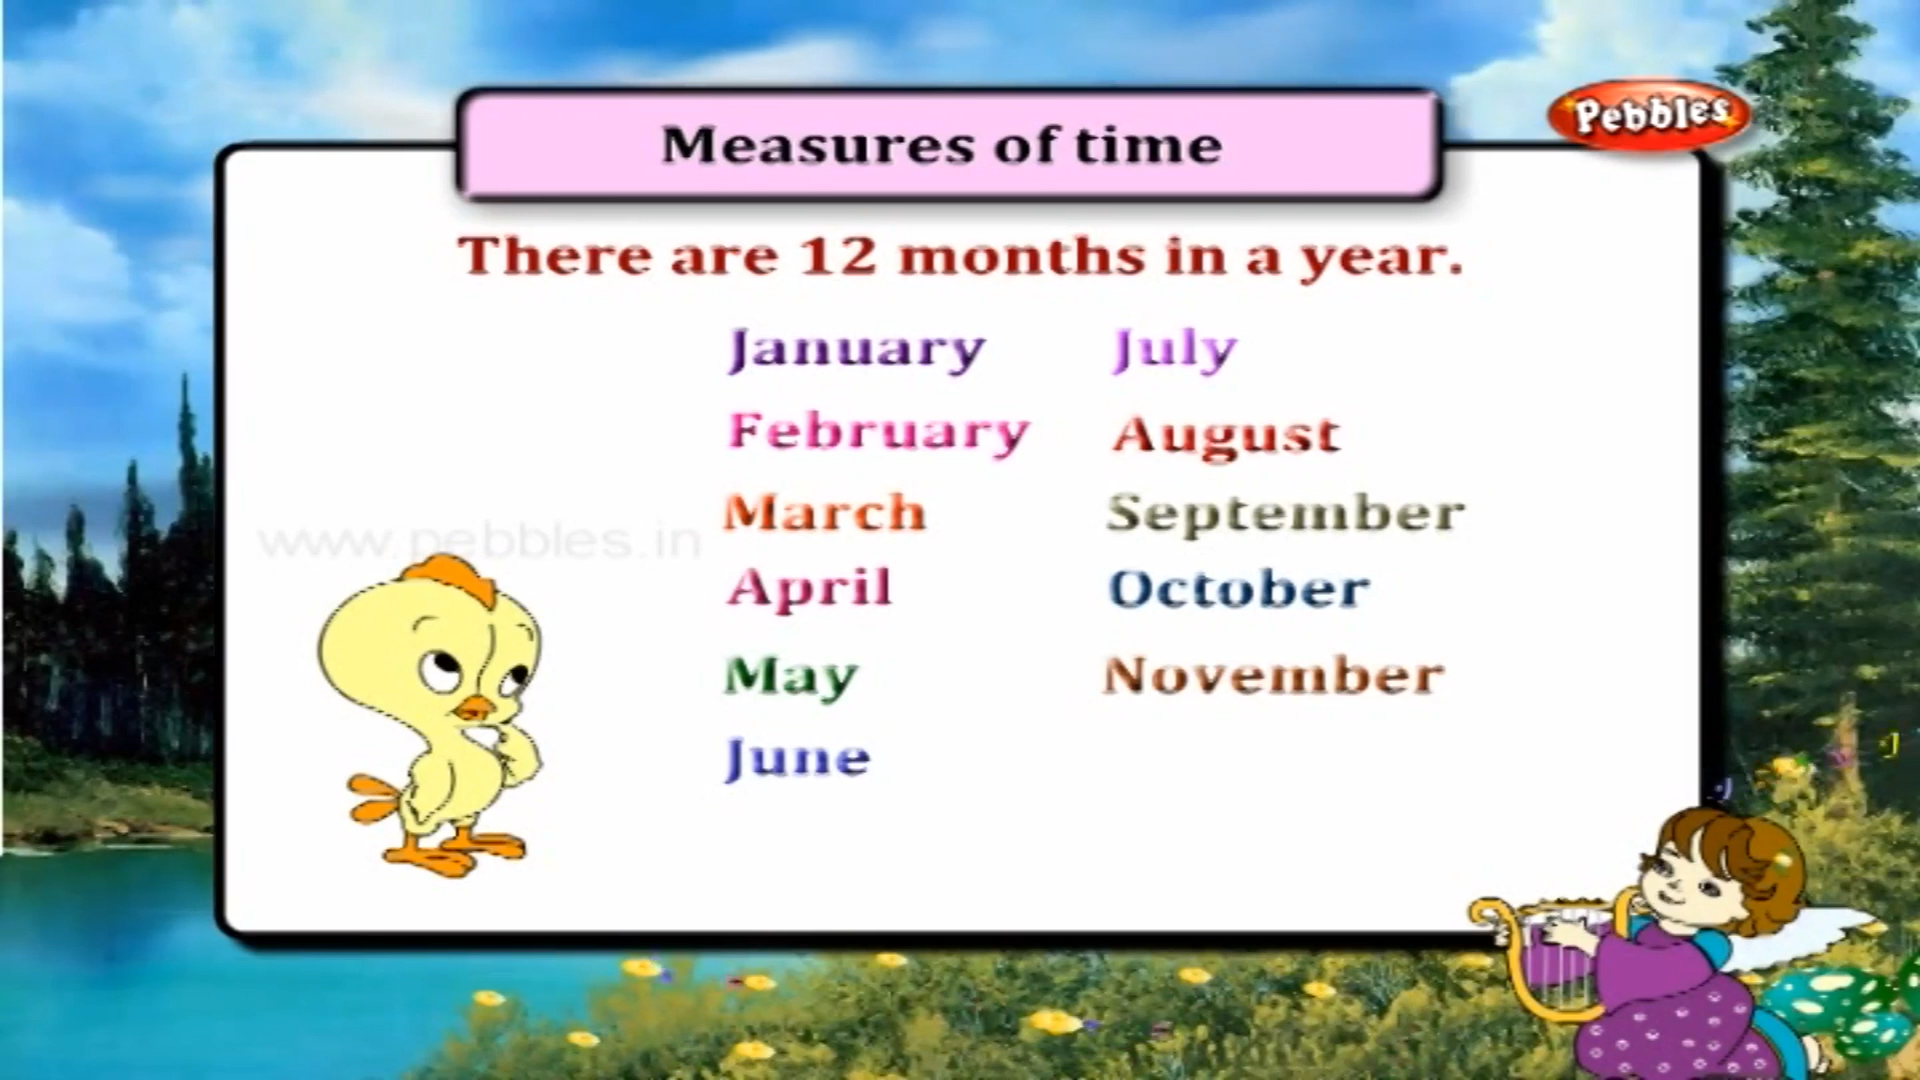 Measures of time
Pebbles
There are 12 months in a year.
January
February
March
April
May
June
July
August
September
October
November
www.pebbles.in